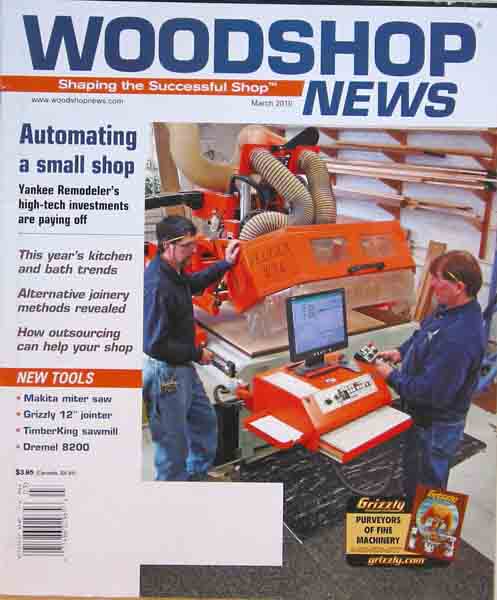 WOODSHOP
NEWS
Shaping the Successful Shop™
www.woodshopnews.com
March 2010
Automating
a small shop
Yankee Remodeler's
high-tech investments
are paying off
This year's kitchen
and bath trends
Alternative joinery
methods revealed
How outsourcing
can help your shop
NEW TOOLS
• Makita miter saw
• Grizzly 12" jointer
• TimberKing sawmill
• Dremel 8200
$3.95
Grizzly
PURVEYORS
OF FINE
MACHINERY
grizzly.com
Grizzly